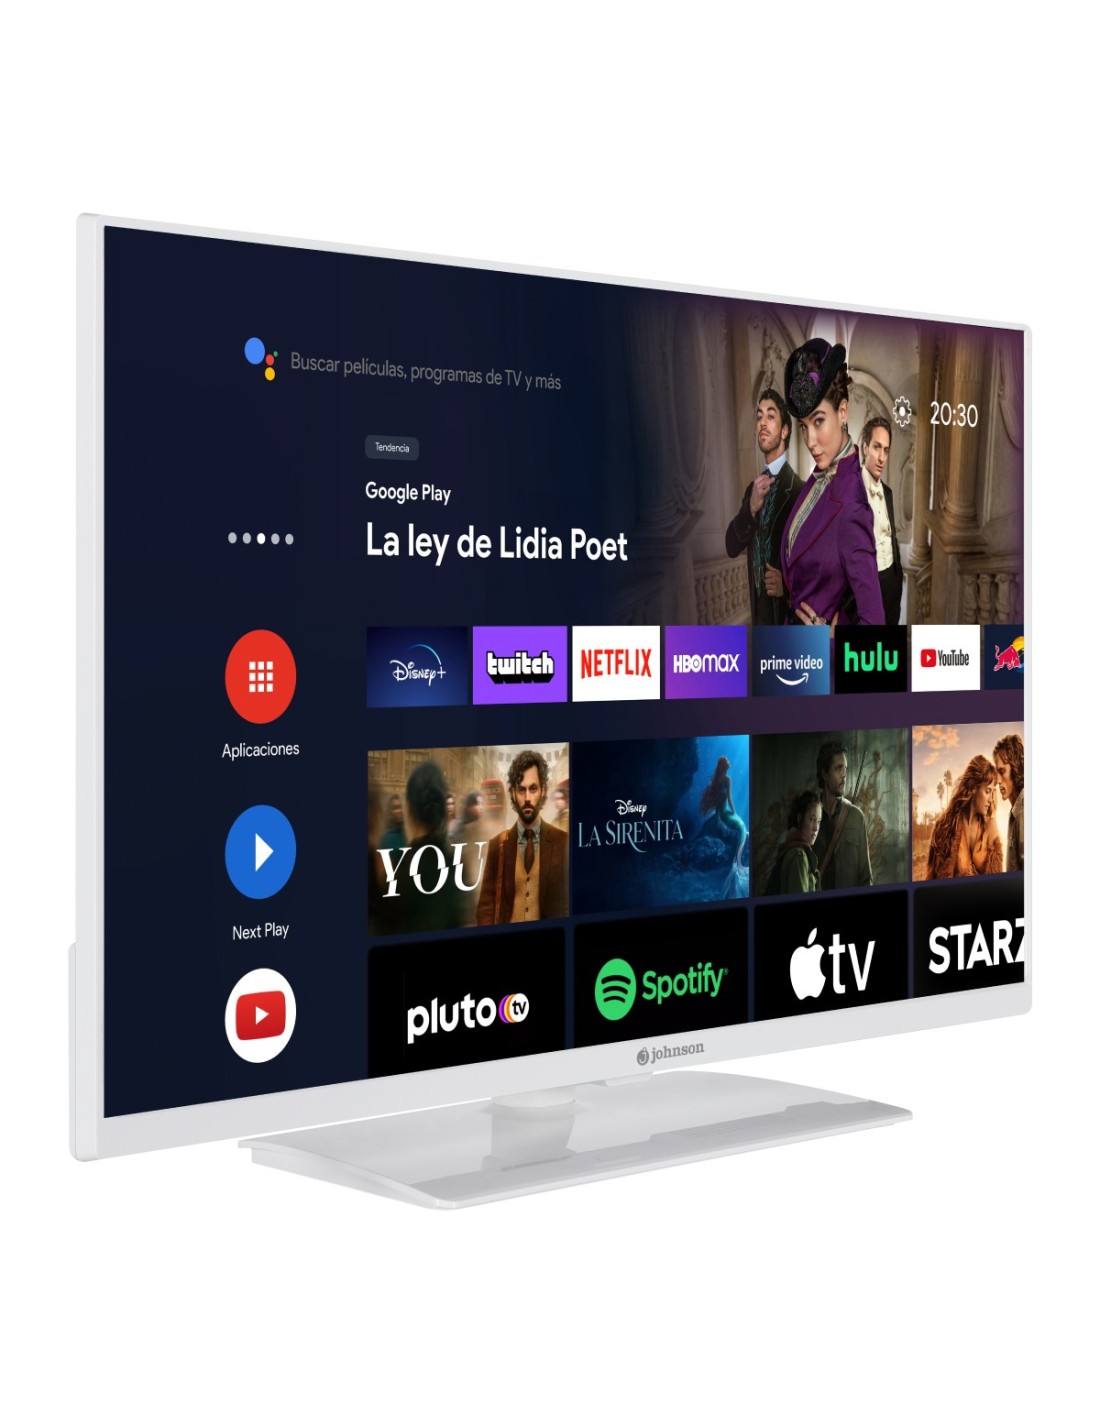 Buscar películas, programas de TV y más
20:30
Tendencia
Google Play
La ley de Lidia Poet
Disney+
twitch
NETFLIX
HBOmax
prime video
hulu
YouTube
Aplicaciones
YOU
Disney
LA SIRENITA
Next Play
pluto tv
Spotify
tv
STARZ
johnson